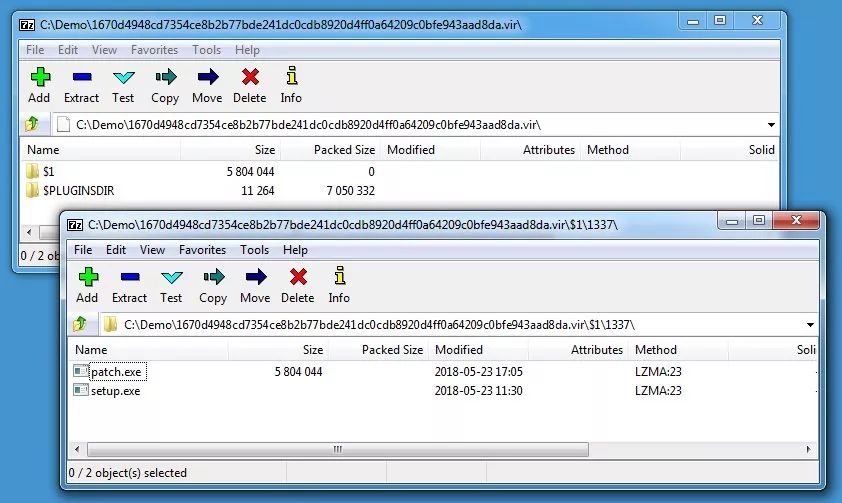 C:\Demo\1670d4948cd7354ce8b2b77bde241dc0cdb8920d4ff0a64209c0bfe943aad8da.vir\
File Edit View Favorites Tools Help
Add Extract Test Copy Move Delete Info
C:\Demo\1670d4948cd7354ce8b2b77bde241dc0cdb8920d4ff0a64209c0bfe943aad8da.vir\
Name Size Packed Size Modified Attributes Method Solid
$1 5 804 044 0
$PLUGINSDIR 11 264 7 050 332
0 / 2 obj
C:\Demo\1670d4948cd7354ce8b2b77bde241dc0cdb8920d4ff0a64209c0bfe943aad8da.vir\$1\1337\
File Edit View Favorites Tools Help
Add Extract Test Copy Move Delete Info
C:\Demo\1670d4948cd7354ce8b2b77bde241dc0cdb8920d4ff0a64209c0bfe943aad8da.vir\$1\1337\
Name Size Packed Size Modified Attributes Method Soli
patch.exe 5 804 044 2018-05-23 17:05 LZMA:23
setup.exe 2018-05-23 11:30 LZMA:23
0 / 2 object(s) selected